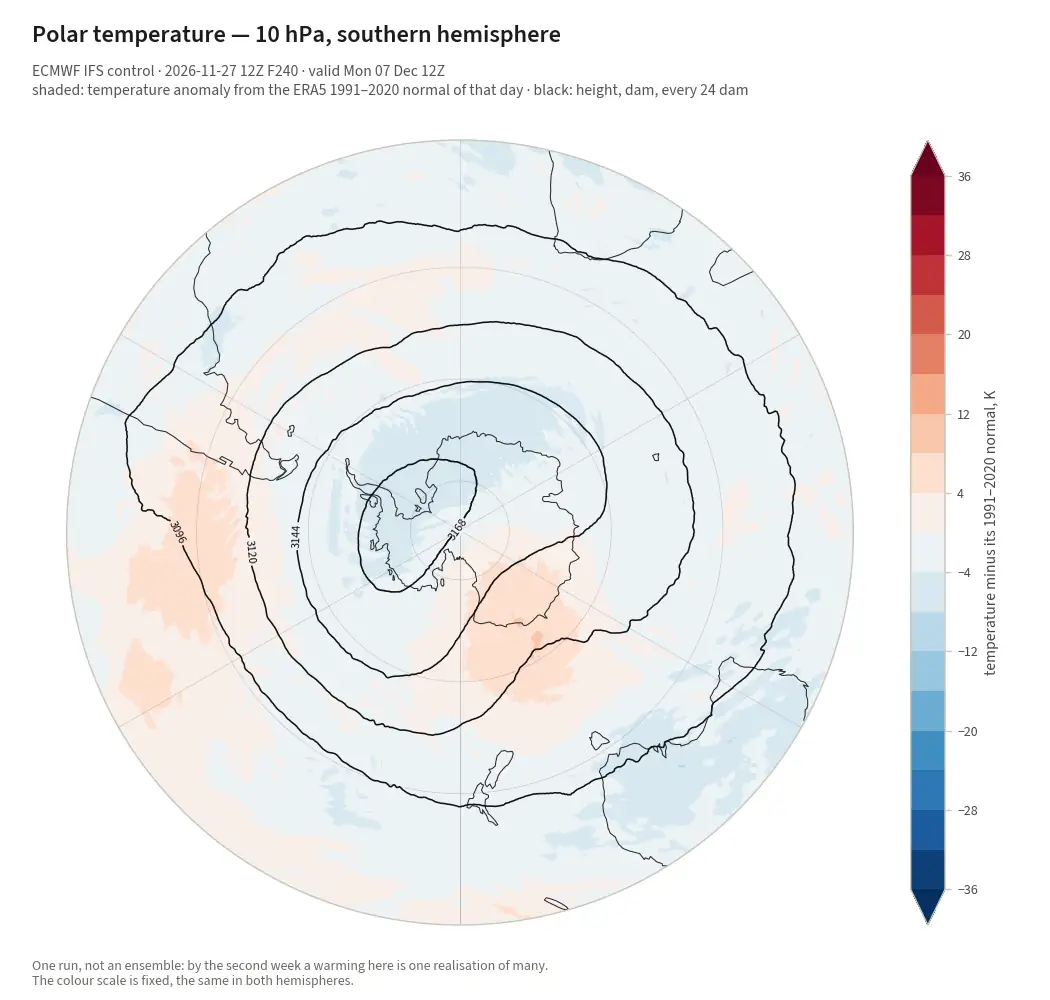 Polar temperature — 10 hPa, southern hemisphere
ECMWF IFS control · 2026-11-27 12Z F240 · valid Mon 07 Dec 12Z
shaded: temperature anomaly from the ERA5 1991–2020 normal of that day · black: height, dam, every 24 dam
36
28
20
12
4
−4
−12
−20
−28
−36
temperature minus its 1991–2020 normal, K
3096
3120
3144
3168
One run, not an ensemble: by the second week a warming here is one realisation of many.
The colour scale is fixed, the same in both hemispheres.